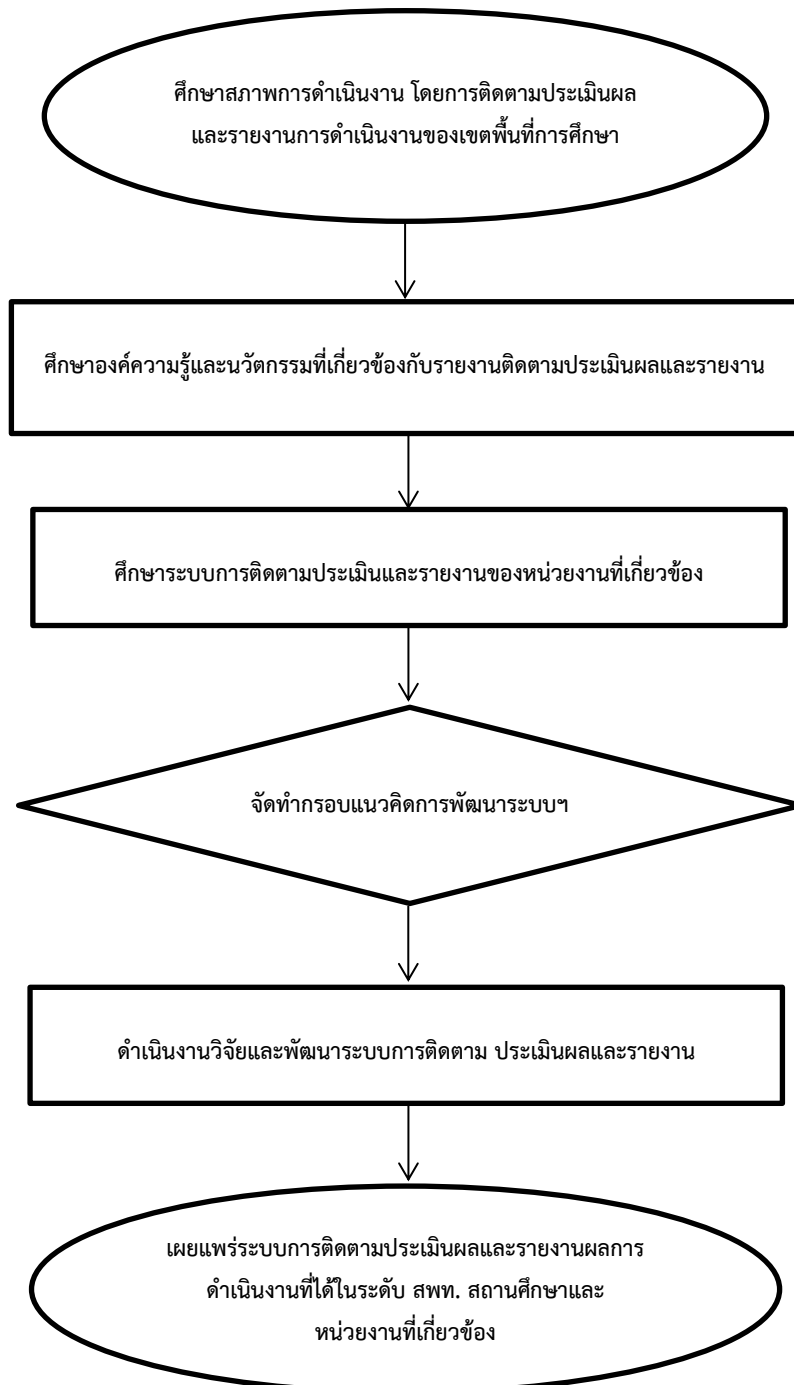 ศึกษาสภาพการดำเนินงาน โดยการติดตามประเมินผล
และรายงานการดำเนินงานของเขตพื้นที่การศึกษา
ศึกษาองค์ความรู้และนวัตกรรมที่เกี่ยวข้องกับรายงานติดตามประเมินผลและรายงาน
ศึกษาระบบการติดตามประเมินและรายงานของหน่วยงานที่เกี่ยวข้อง
จัดทำกรอบแนวคิดการพัฒนาระบบฯ
ดำเนินงานวิจัยและพัฒนาระบบการติดตาม ประเมินผลและรายงาน
เผยแพร่ระบบการติดตามประเมินผลและรายงานผลการ
ดำเนินงานที่ได้ในระดับ สพท. สถานศึกษาและ
หน่วยงานที่เกี่ยวข้อง